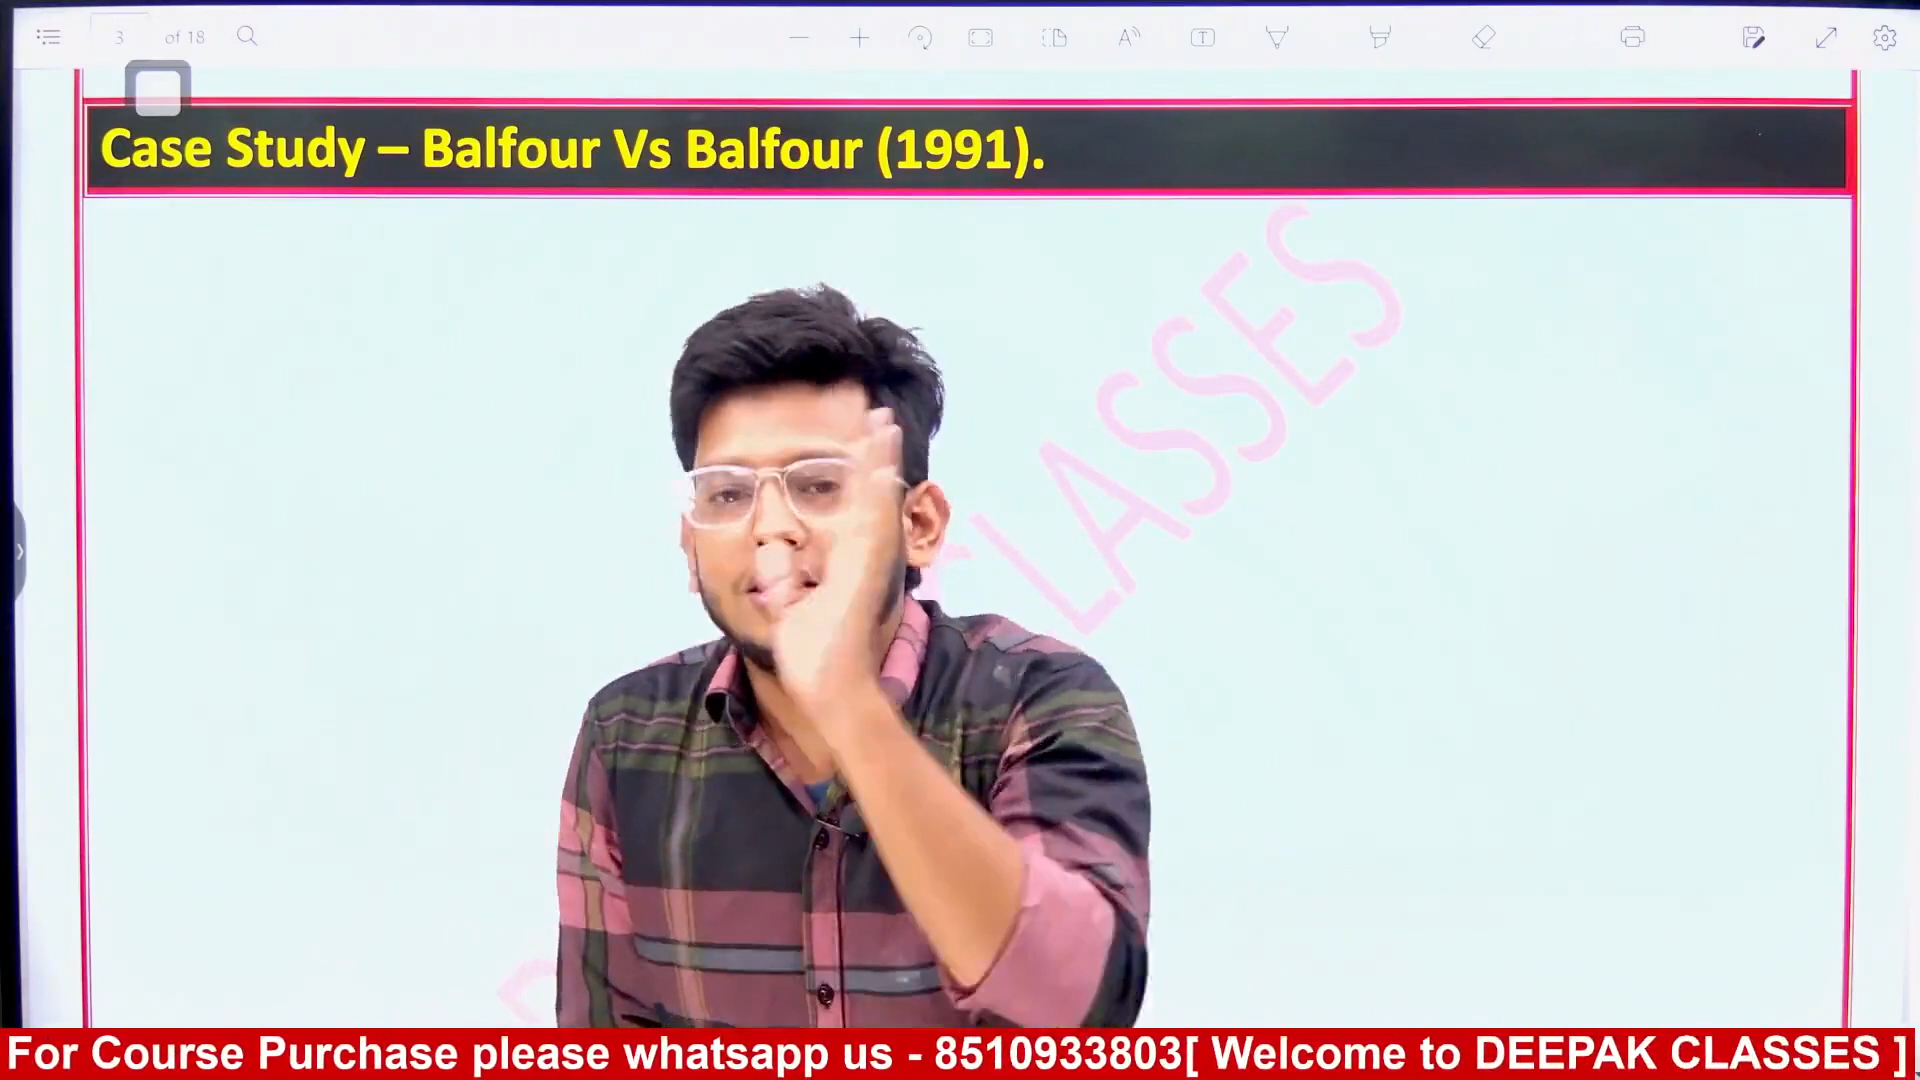 3 of 18
Case Study – Balfour Vs Balfour (1991).
CLASSES
For Course Purchase please whatsapp us - 8510933803[ Welcome to DEEPAK CLASSES ]